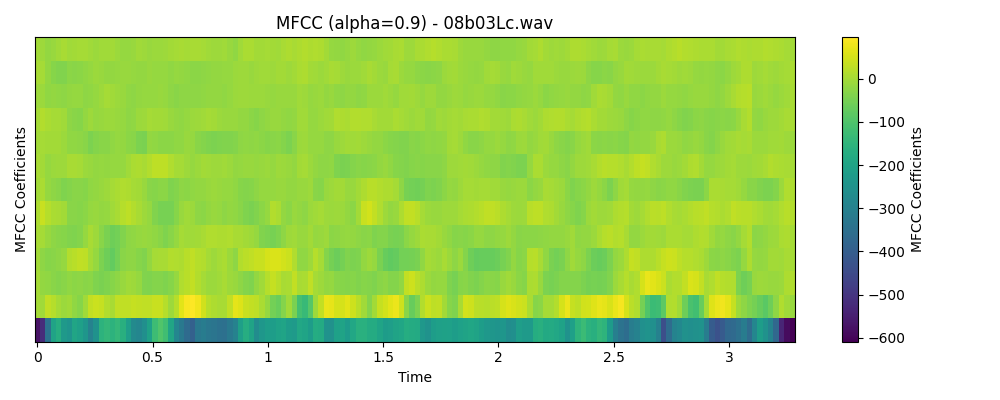 MFCC (alpha=0.9) - 08b03Lc.wav
MFCC Coefficients
0 0.5 1 1.5 2 2.5 3
Time
0
−100
−200
−300
−400
−500
−600
MFCC Coefficients